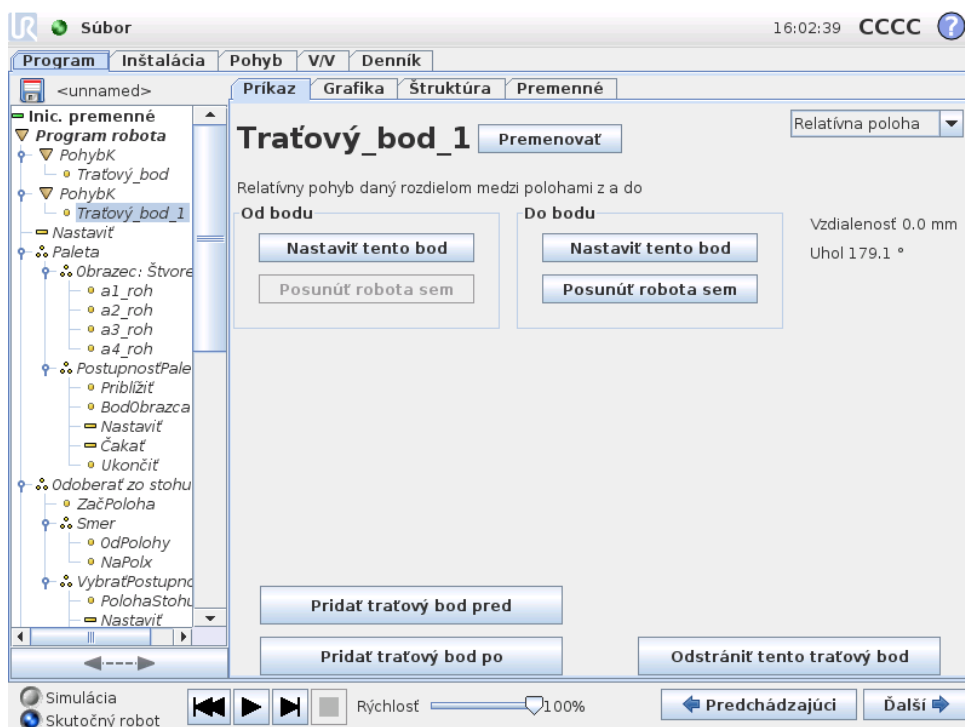 UR Súbor 16:02:39 CCCC ?
Program Inštalácia Pohyb V/V Denník
<unnamed> Príkaz Grafika Štruktúra Premenné
Inic. premenné
Program robota
PohybK
Traťový_bod
PohybK
Traťový_bod_1
Nastaviť
Paleta
Obrazec: Štvore
a1_roh
a2_roh
a3_roh
a4_roh
PostupnosťPale
Priblížiť
BodObrazca
Nastaviť
Čakať
Ukončiť
Odoberať zo stohu
ZačPoloha
Smer
OdPolohy
NaPolx
VybraťPostupno
PolohaStohu
Nastaviť
Traťový_bod_1 Premenovať Relatívna poloha
Relatívny pohyb daný rozdielom medzi polohami z a do
Od bodu
Nastaviť tento bod
Posunúť robota sem
Do bodu
Nastaviť tento bod
Posunúť robota sem
Vzdialenosť 0.0 mm
Uhol 179.1 °
Pridať traťový bod pred
Pridať traťový bod po Odstrániť tento traťový bod
Simulácia
Skutočný robot
Rýchlosť 100% Predchádzajúci Ďalší